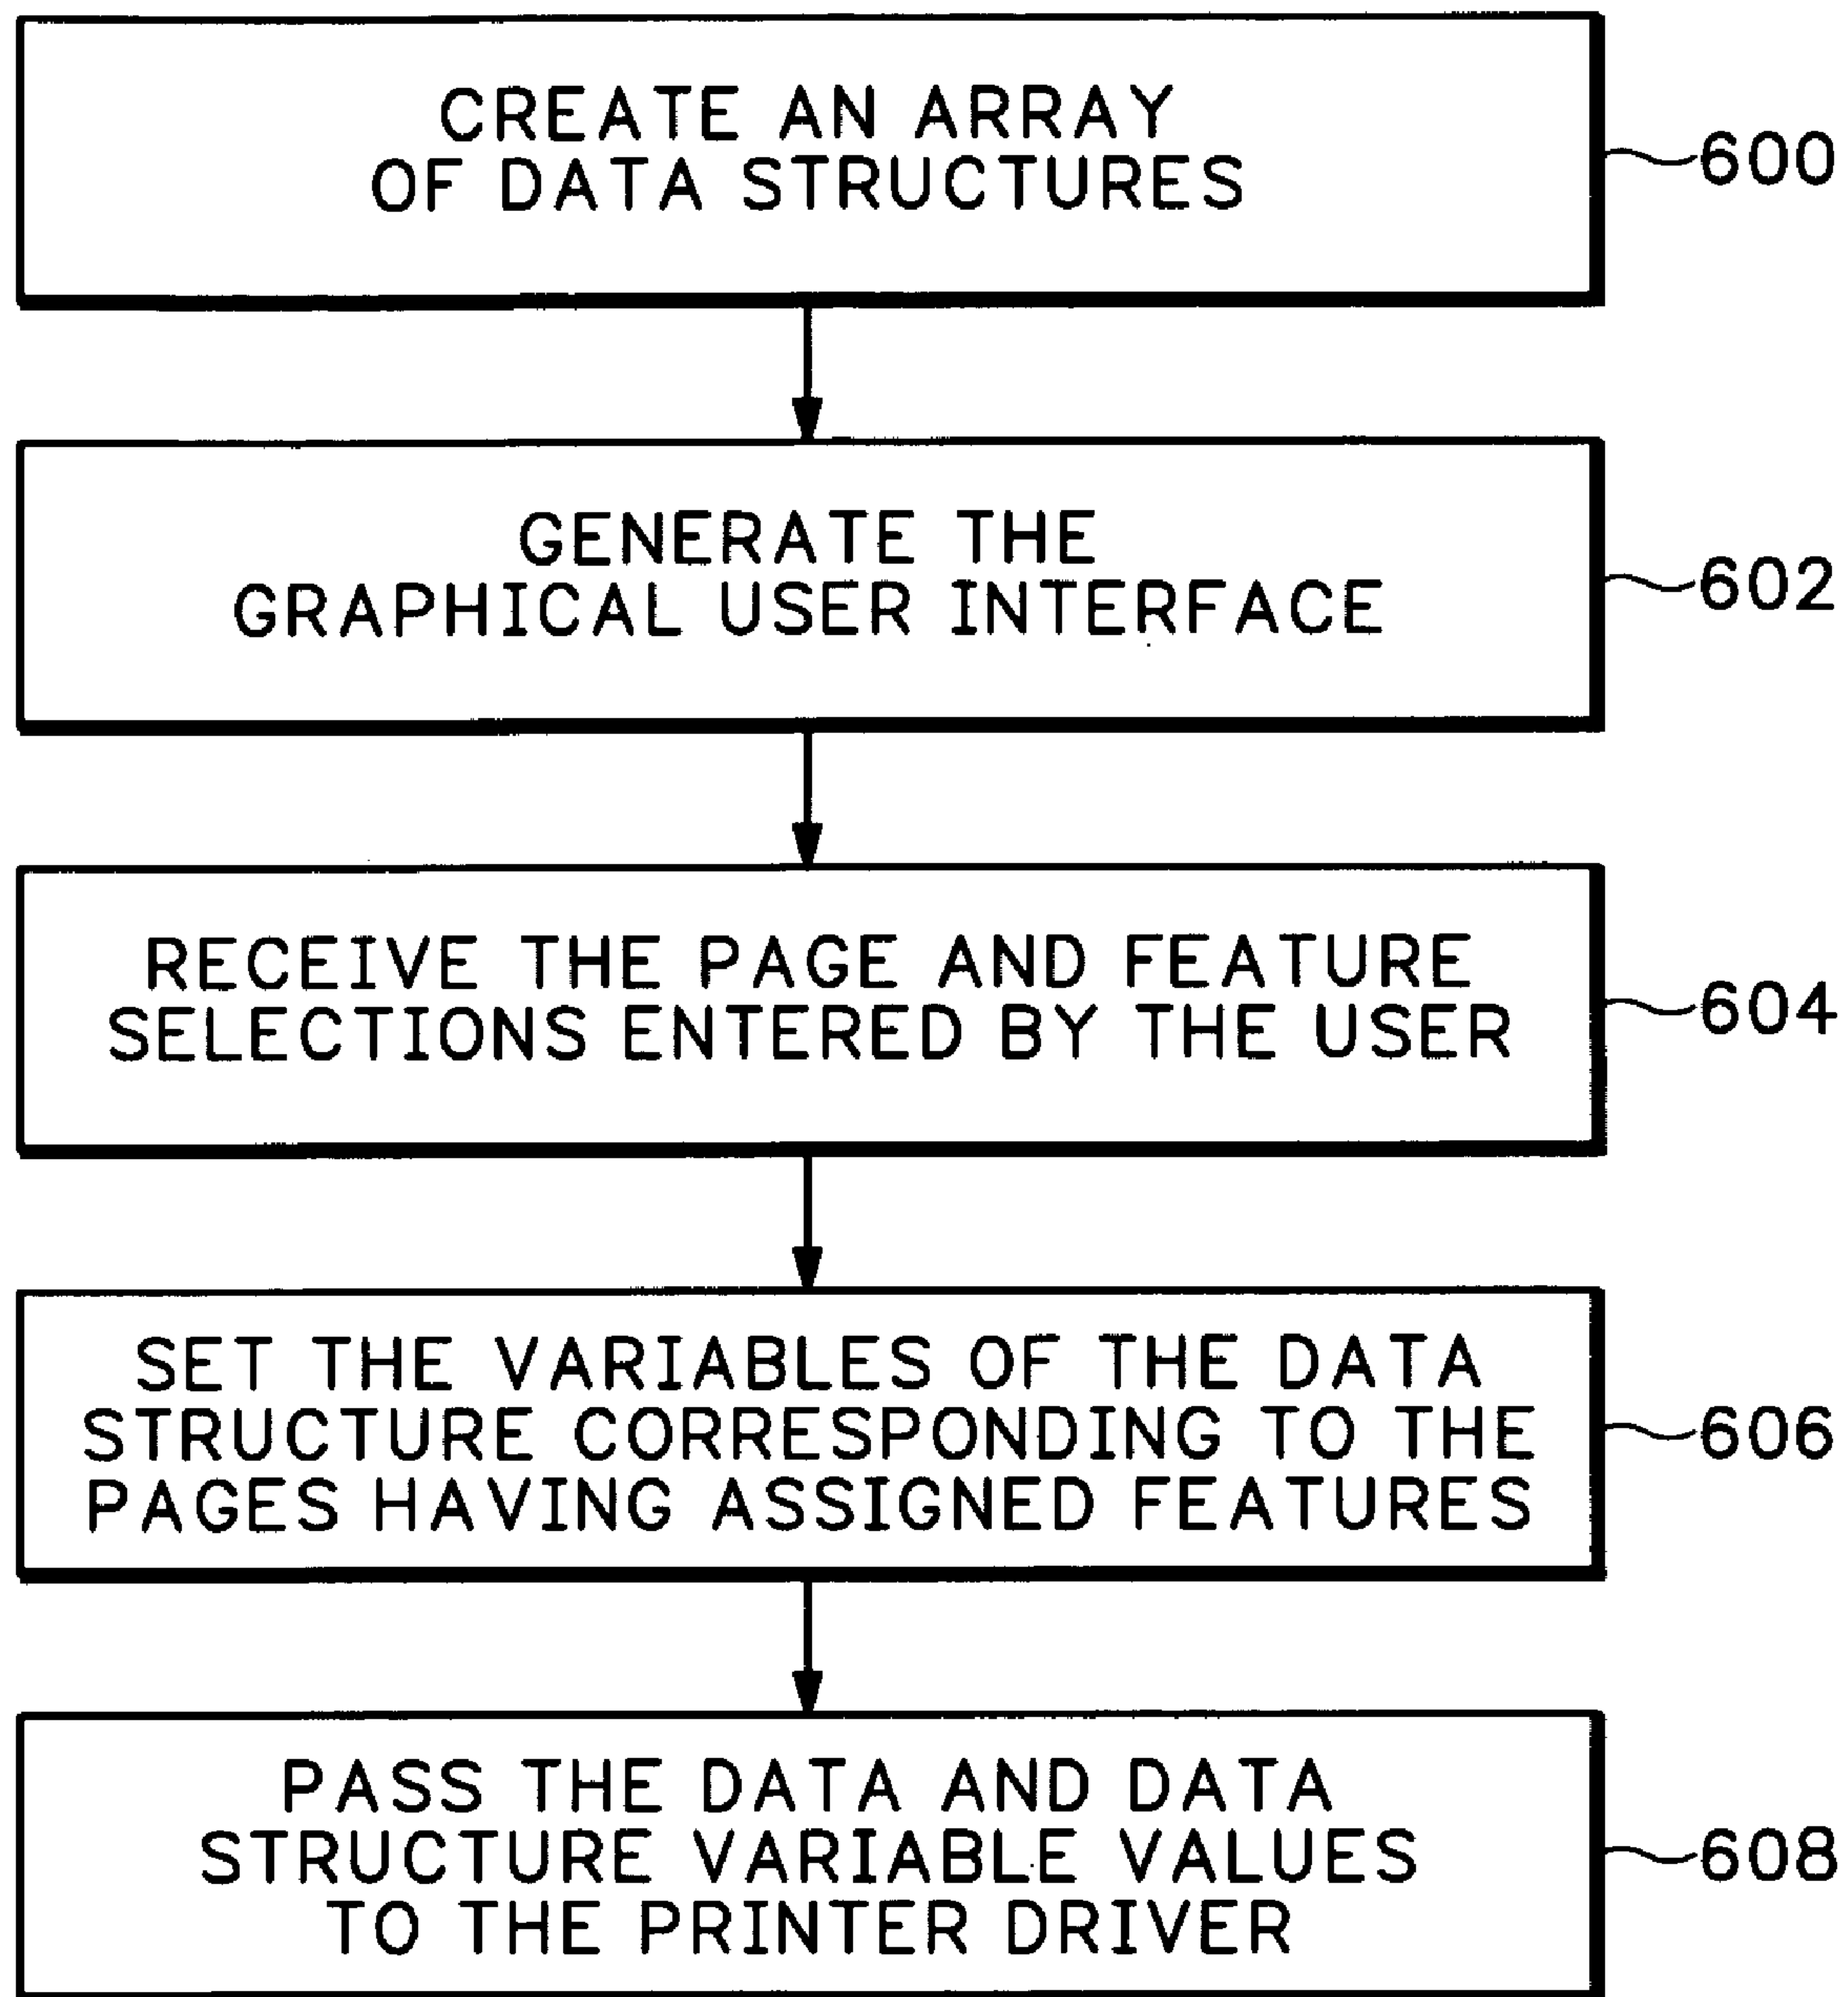 CREATE AN ARRAY
OF DATA STRUCTURES
600
GENERATE THE
GRAPHICAL USER INTERFACE
602
RECEIVE THE PAGE AND FEATURE
SELECTIONS ENTERED BY THE USER
604
SET THE VARIABLES OF THE DATA
STRUCTURE CORRESPONDING TO THE
PAGES HAVING ASSIGNED FEATURES
606
PASS THE DATA AND DATA
STRUCTURE VARIABLE VALUES
TO THE PRINTER DRIVER
608